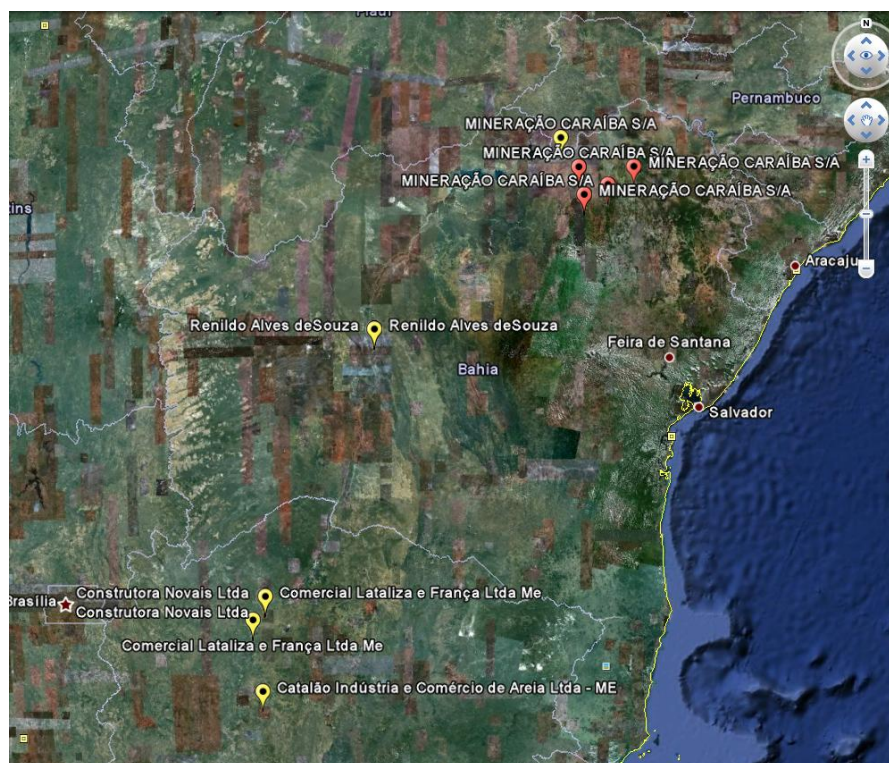 Piauí
N
Pernambuco
MINERAÇÃO CARAÍBA S/A
MINERAÇÃO CARAÍBA S/A
MINERAÇÃO CARAÍBA S/A
MINERAÇÃO CARAÍBA S/A
MINERAÇÃO CARAÍBA S/A
tins
Aracaju
Renildo Alves deSouza
Renildo Alves deSouza
Feira de Santana
Bahia
Salvador
Construtora Novais Ltda
Comercial Lataliza e França Ltda Me
Brasília
Construtora Novais Ltda
Comercial Lataliza e França Ltda Me
Catalão Indústria e Comércio de Areia Ltda - ME